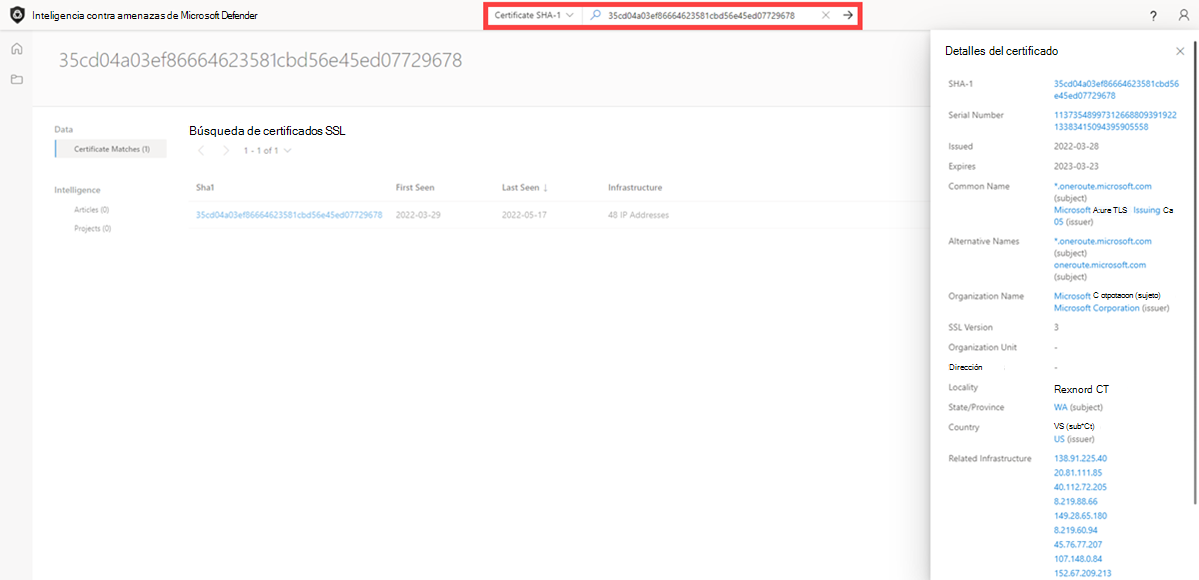 Inteligencia contra amenazas de Microsoft Defender
Certificate SHA-1
35cd04a03ef86664623581cbd56e45ed07729678
?
35cd04a03ef86664623581cbd56e45ed07729678
Data
Certificate Matches (1)
Intelligence
Articles (0)
Projects (0)
Búsqueda de certificados SSL
1 - 1 of 1
Sha1 First Seen Last Seen ↓ Infrastructure
35cd04a03ef86664623581cbd56e45ed07729678 2022-03-29 2022-05-17 48 IP Addresses
Detalles del certificado
SHA-1 35cd04a03ef86664623581cbd56
e45ed07729678
Serial Number 11373548997312668809391922
13383415094395905558
Issued 2022-03-28
Expires 2023-03-23
Common Name *.oneroute.microsoft.com
(subject)
Microsoft A:ure TLS Issuing Ca
05 (issuer)
Alternative Names *.oneroute.microsoft.com
(subject)
oneroute.microsoft.com
(subject)
Organization Name Microsoft C otpotaoon (sujeto)
Microsoft Corporation (issuer)
SSL Version 3
Organization Unit -
Dirección -
Locality Rexnord CT
State/Province WA (subject)
Country VS (sub*Ct)
US (issuer)
Related Infrastructure 138.91.225.40
20.81.111.85
40.112.72.205
8.219.88.66
149.28.65.180
8.219.60.94
45.76.77.207
107.148.0.84
152.67.209.213